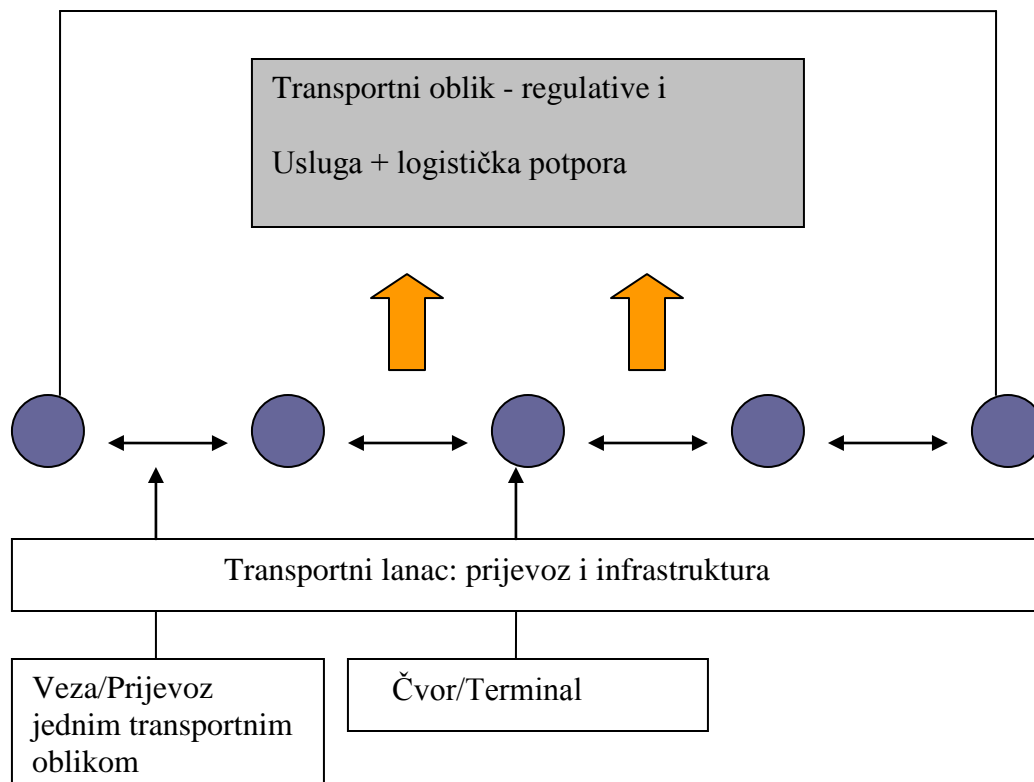 Transportni oblik - regulative i
Usluga + logistička potpora
Transportni lanac: prijevoz i infrastruktura
Veza/Prijevoz
jednim transportnim
oblikom
Čvor/Terminal